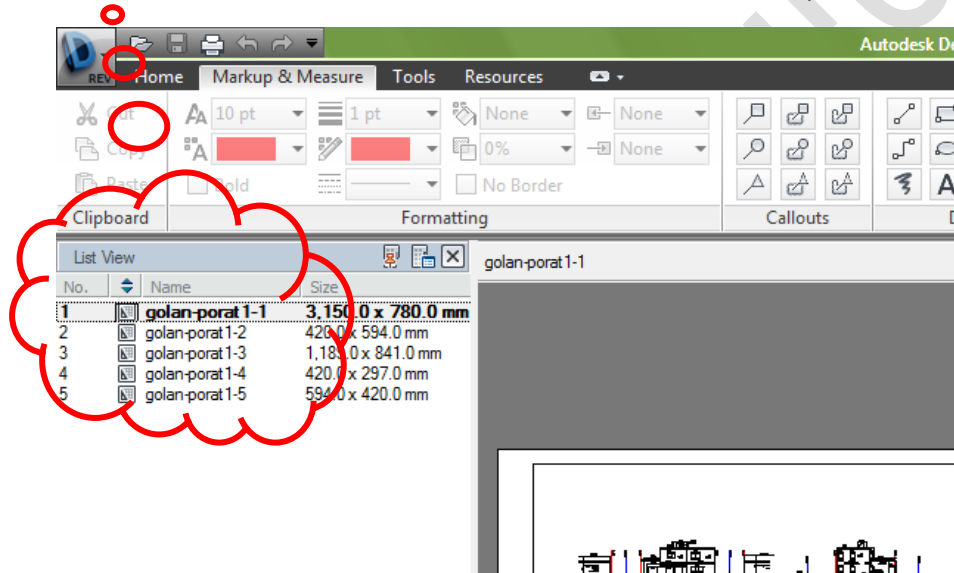 Autodesk De
REV Home Markup & Measure Tools Resources
Cut 10 pt 1 pt None None
Copy 0% None
Paste Bold No Border
Clipboard Formatting Callouts
List View golan-porat1-1
No. Name Size
1 golan-porat1-1 3,150.0 x 780.0 mm
2 golan-porat1-2 420.0 x 594.0 mm
3 golan-porat1-3 1,189.0 x 841.0 mm
4 golan-porat1-4 420.0 x 297.0 mm
5 golan-porat1-5 594.0 x 420.0 mm